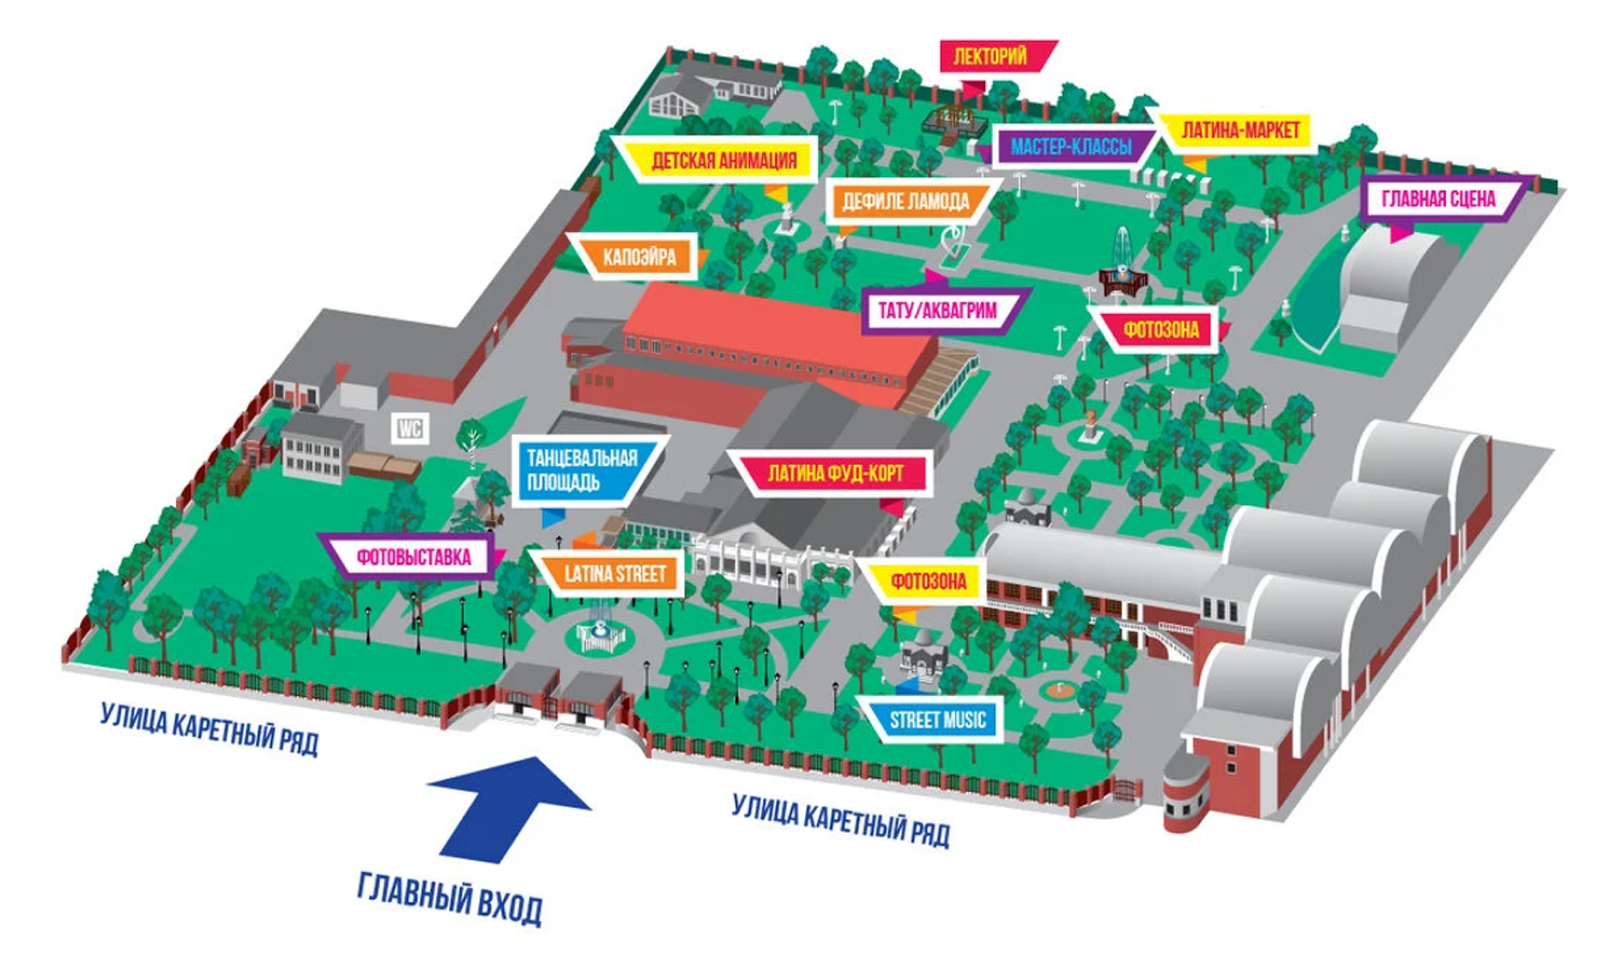 ЛЕКТОРИЙ
МАСТЕР-КЛАССЫ
ЛАТИНА-МАРКЕТ
ДЕТСКАЯ АНИМАЦИЯ
ДЕФИЛЕ ЛАМОДА
ГЛАВНАЯ СЦЕНА
КАПОЭЙРА
ТАТУ/АКВАГРИМ
ФОТОЗОНА
WC
ТАНЦЕВАЛЬНАЯ
ПЛОЩАДЬ
ЛАТИНА ФУД-КОРТ
ФОТОВЫСТАВКА
LATINA STREET
ФОТОЗОНА
STREET MUSIC
УЛИЦА КАРЕТНЫЙ РЯД
УЛИЦА КАРЕТНЫЙ РЯД
ГЛАВНЫЙ ВХОД